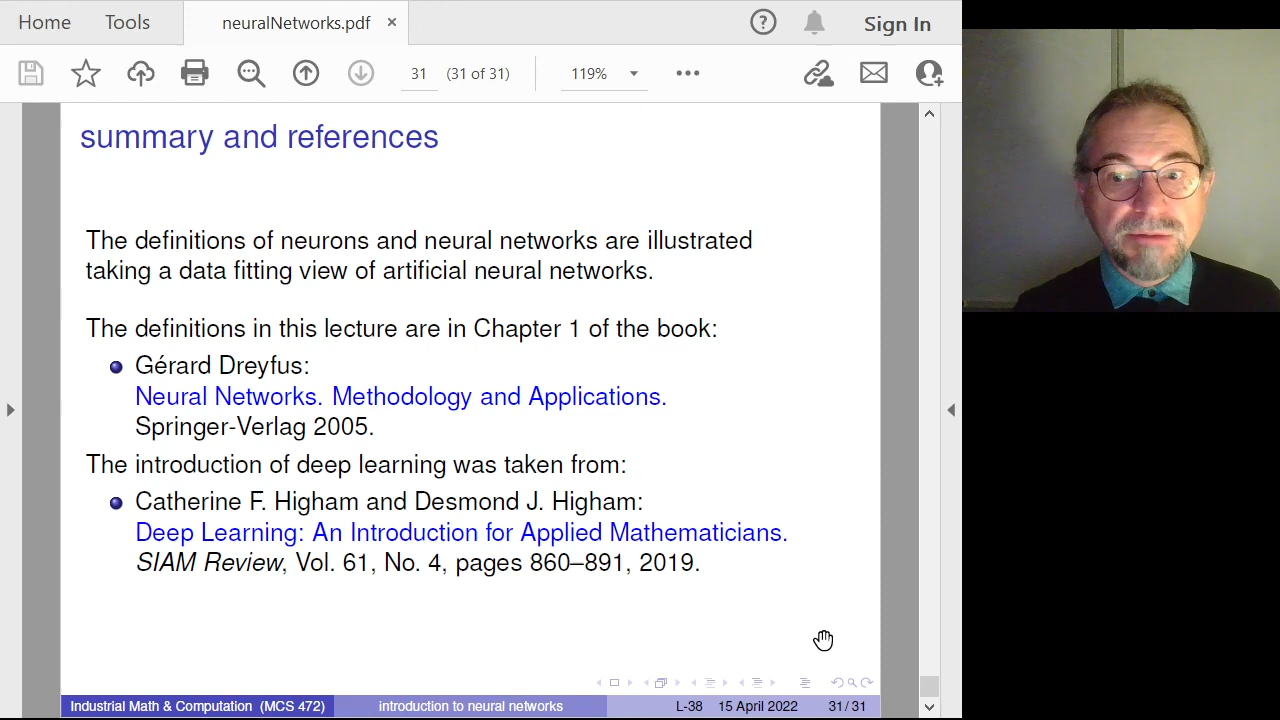 Home Tools neuralNetworks.pdf × Sign In
31 (31 of 31) 119%
summary and references
The definitions of neurons and neural networks are illustrated
taking a data fitting view of artificial neural networks.
The definitions in this lecture are in Chapter 1 of the book:
Gérard Dreyfus:
Neural Networks. Methodology and Applications.
Springer-Verlag 2005.
The introduction of deep learning was taken from:
Catherine F. Higham and Desmond J. Higham:
Deep Learning: An Introduction for Applied Mathematicians.
SIAM Review, Vol. 61, No. 4, pages 860–891, 2019.
Industrial Math & Computation (MCS 472) introduction to neural networks L-38 15 April 2022 31 / 31